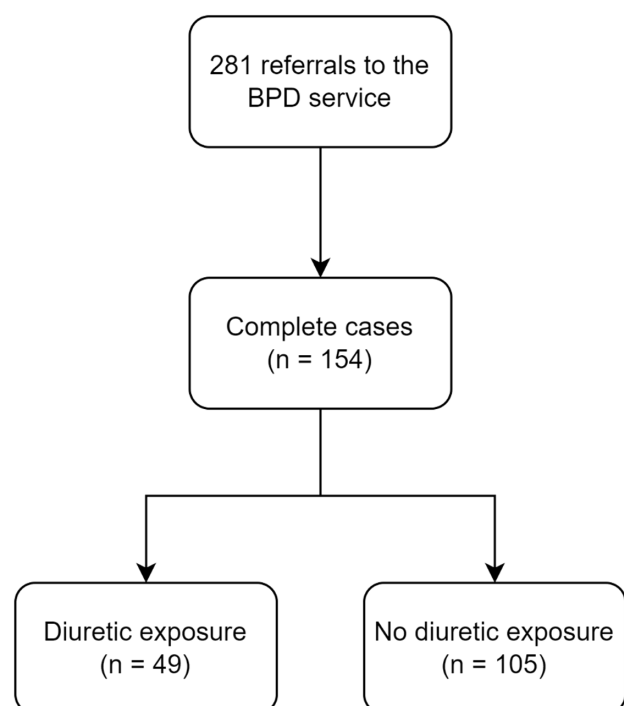 281 referrals to the
BPD service
Complete cases
(n = 154)
Diuretic exposure
(n = 49)
No diuretic exposure
(n = 105)